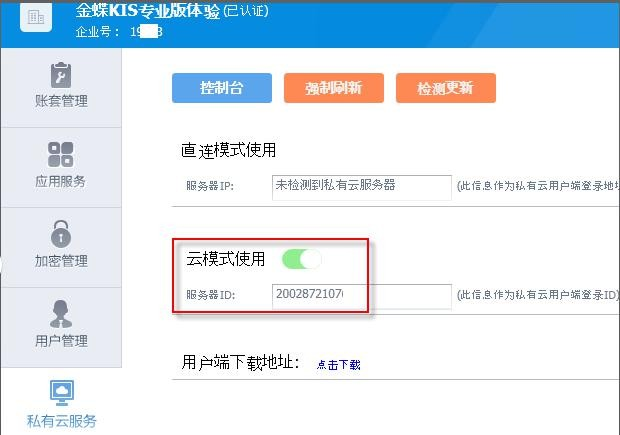 金蝶KIS专业版体验(已认证)
企业号：19 3
账套管理
应用服务
加密管理
用户管理
私有云服务
控制台 强制刷新 检测更新
直连模式使用
服务器IP: 未检测到私有云服务器 (此信息作为私有云用户端登录地址
云模式使用
服务器ID: 2002872107 (此信息作为私有云用户端登录ID)
用户端下载地址： 点击下载